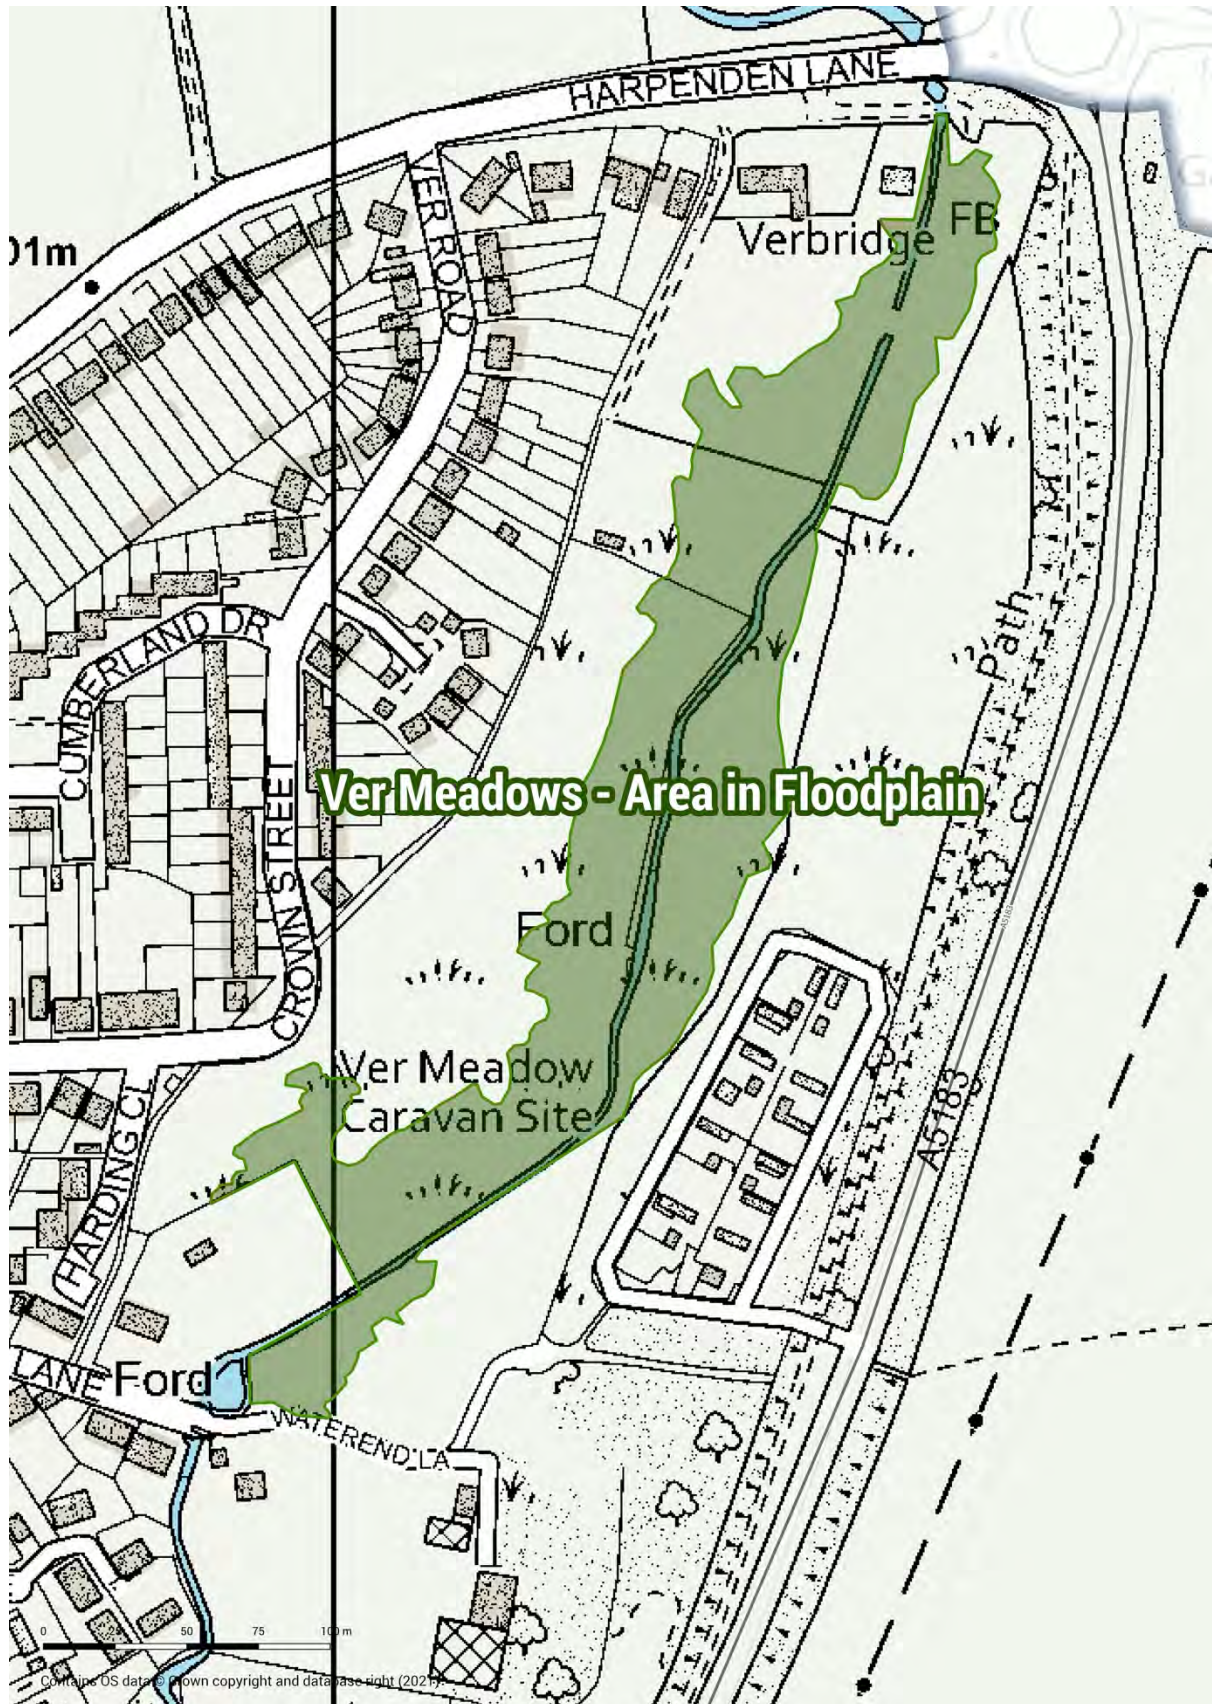 HARPENDEN LANE
VER ROAD
Verbridge
FB
01m
Path
CUMBERLAND DR
CROWN STREET
Ver Meadows - Area in Floodplain
Ford
A5183
Ver Meadow
Caravan Site
HARDING CL
A5183
LANE
Ford
WATEREND LA
0 25 50 75 100 m
Contains OS data © Crown copyright and database right (2021).